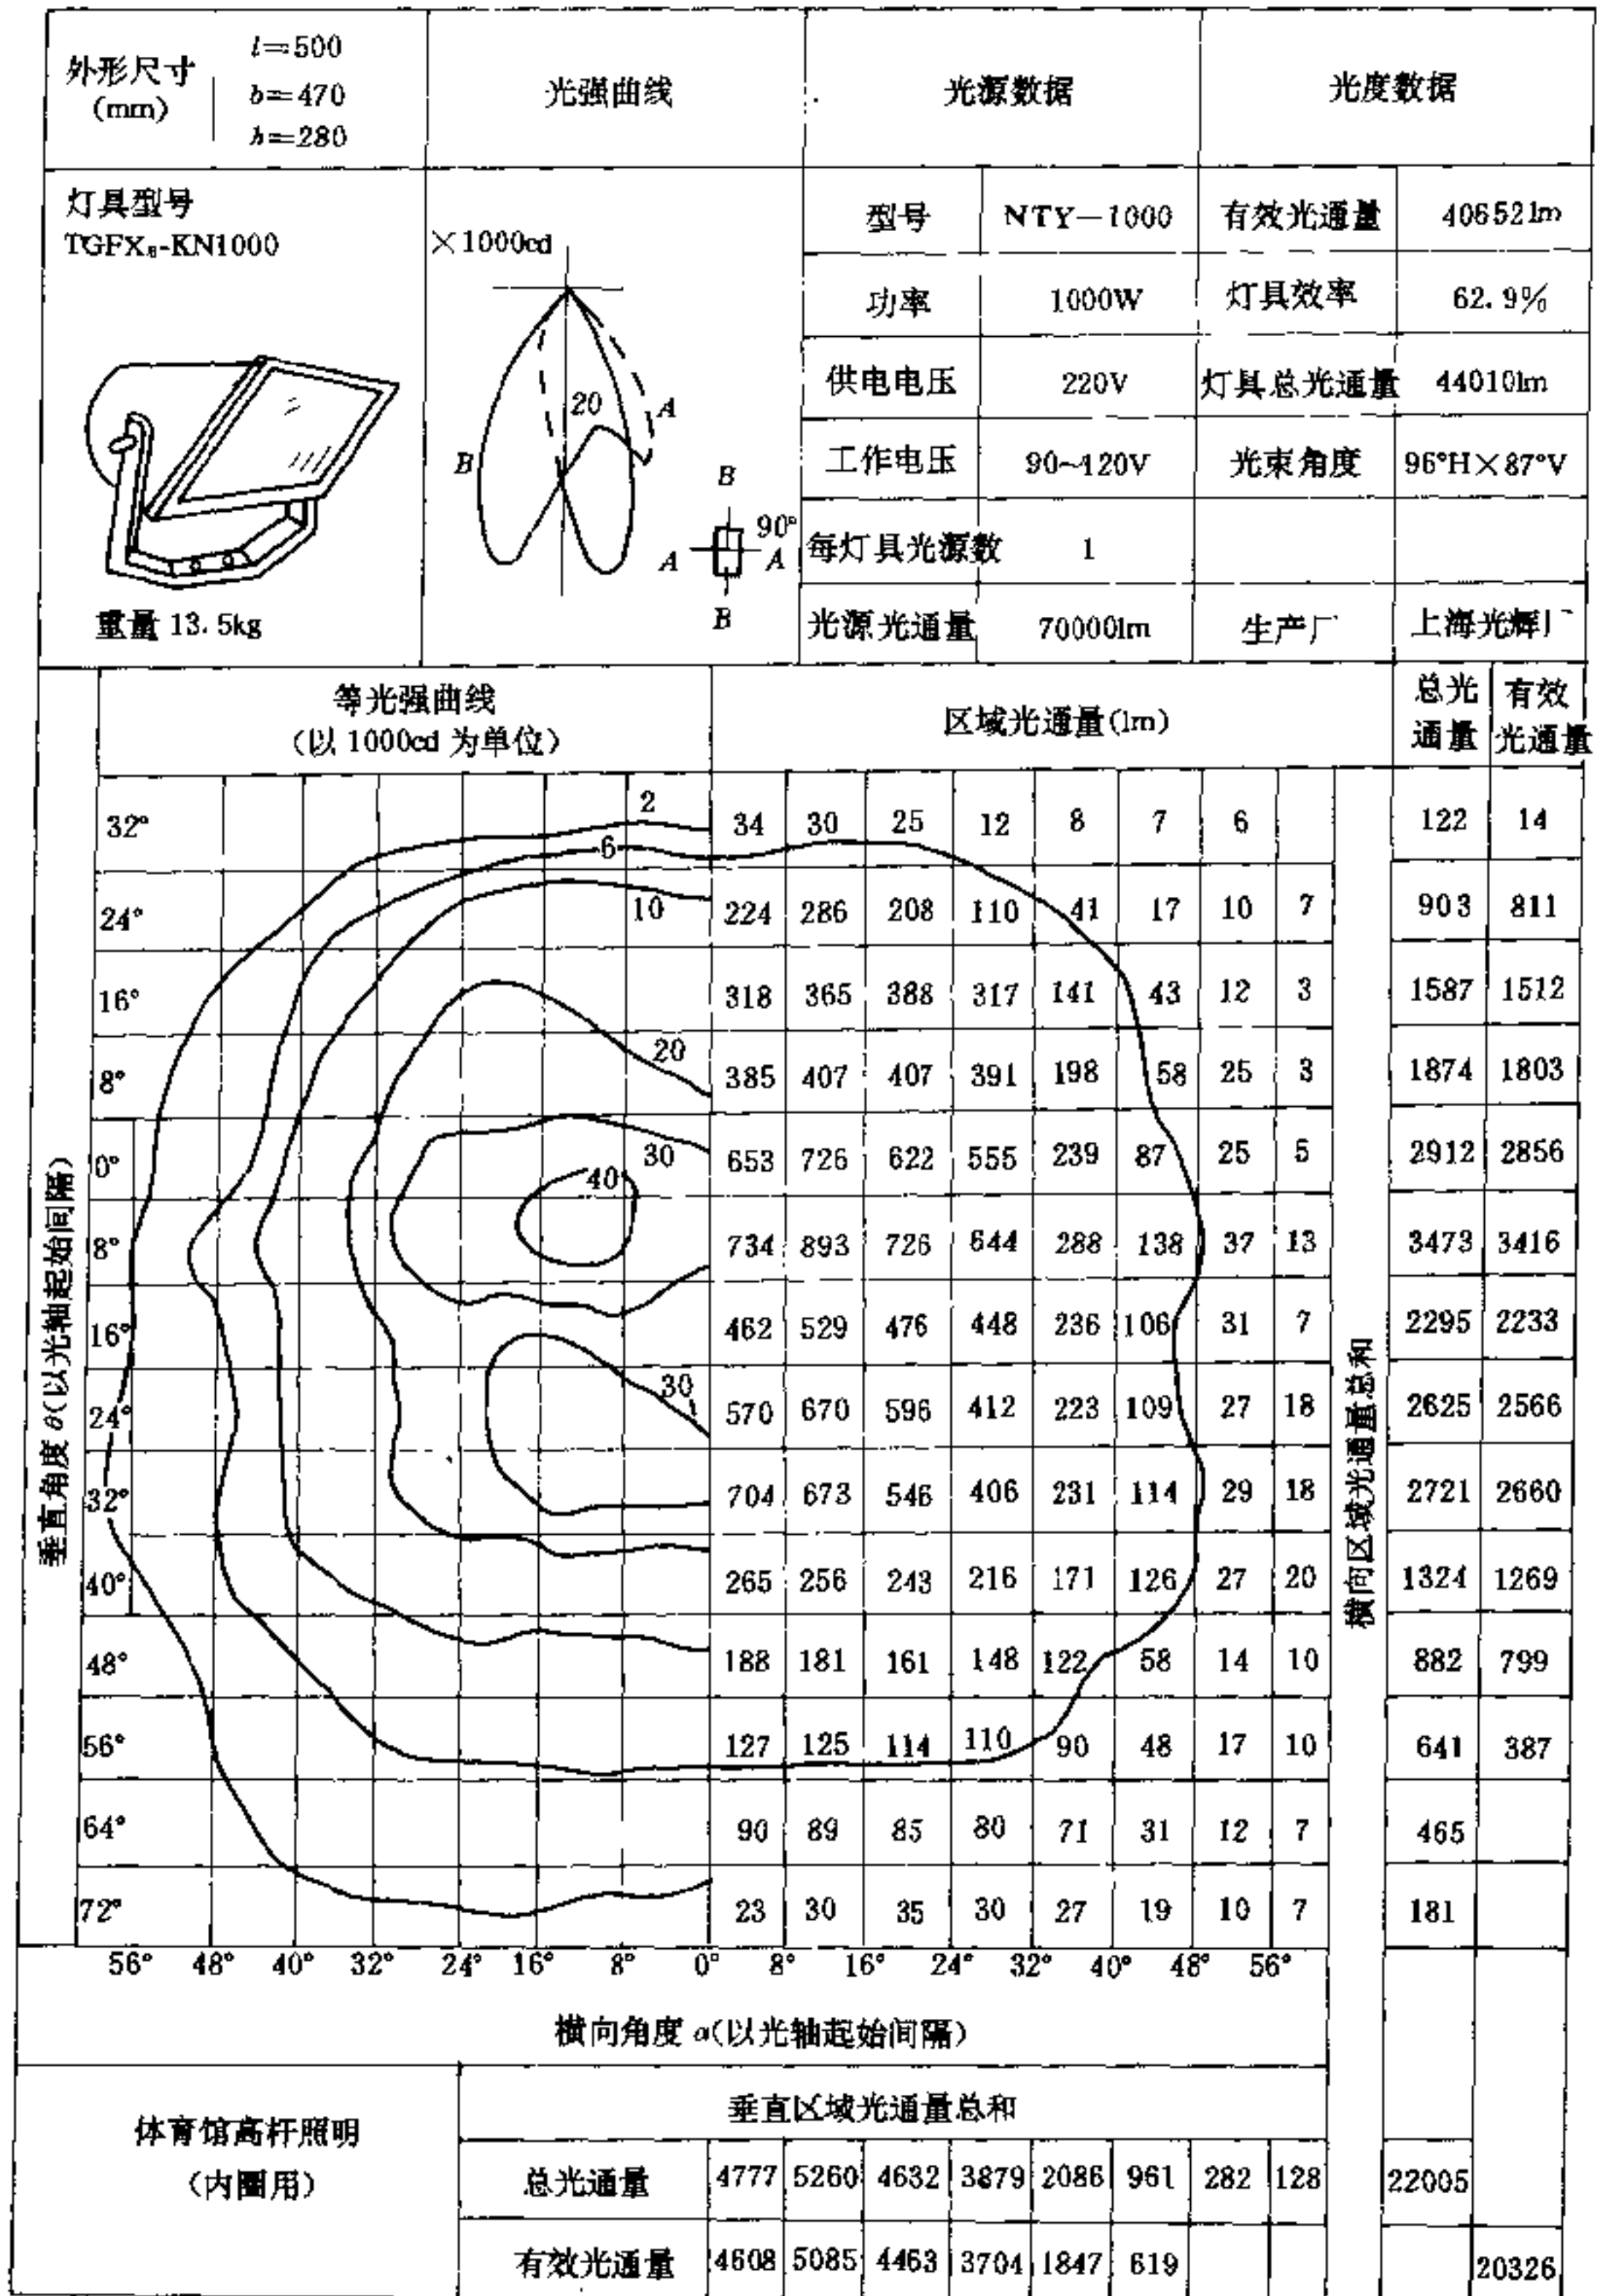 外形尺寸
(mm)
l=500
b=470
h=280
光强曲线
光源数据
光度数据
灯具型号
TGFX₈-KN1000
重量 13.5kg
×1000cd
20
A
B
B
90°
A
A
B
型号 NTY—1000 有效光通量 40652lm
功率 1000W 灯具效率 62.9%
供电电压 220V 灯具总光通量 44010lm
工作电压 90~120V 光束角度 96°H×87°V
每灯具光源数 1
光源光通量 70000lm 生产厂 上海光辉厂
等光强曲线
(以 1000cd 为单位)
区域光通量(lm)
总光通量
有效光通量
垂直角度 θ(以光轴起始间隔)
横向区域光通量总和
2
6
10
20
30
40
30
32° 34 30 25 12 8 7 6 122 14
24° 224 286 208 110 41 17 10 7 903 811
16° 318 365 388 317 141 43 12 3 1587 1512
8° 385 407 407 391 198 58 25 3 1874 1803
0° 653 726 622 555 239 87 25 5 2912 2856
8° 734 893 726 644 288 138 37 13 3473 3416
16° 462 529 476 448 236 106 31 7 2295 2233
24° 570 670 596 412 223 109 27 18 2625 2566
32° 704 673 546 406 231 114 29 18 2721 2660
40° 265 256 243 216 171 126 27 20 1324 1269
48° 188 181 161 148 122 58 14 10 882 799
56° 127 125 114 110 90 48 17 10 641 387
64° 90 89 85 80 71 31 12 7 465
72° 23 30 35 30 27 19 10 7 181
56° 48° 40° 32° 24° 16° 8° 0° 8° 16° 24° 32° 40° 48° 56°
横向角度 α(以光轴起始间隔)
体育馆高杆照明
(内圈用)
垂直区域光通量总和
总光通量 4777 5260 4632 3879 2086 961 282 128 22005
有效光通量 4608 5085 4463 3704 1847 619 20326